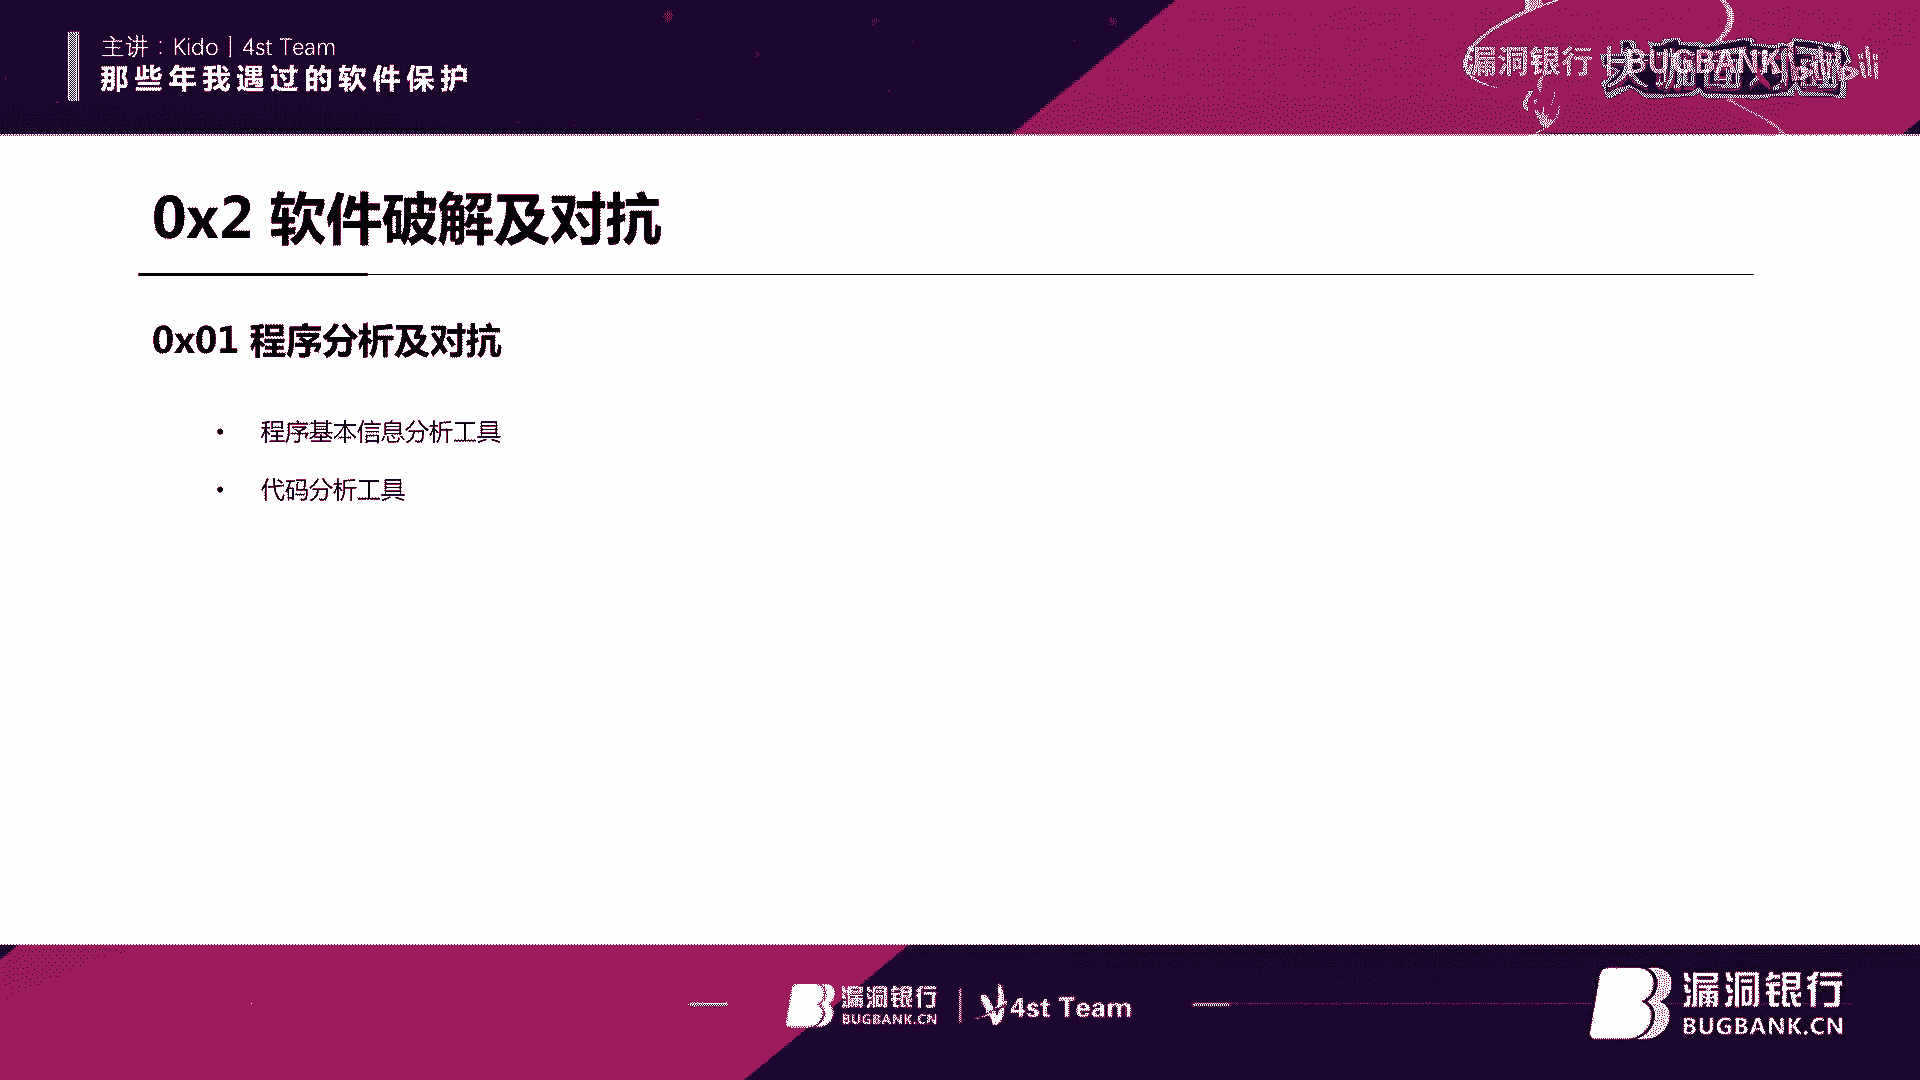 主讲：Kido｜4st Team
那些年我遇过的软件保护
漏洞银行 BUGBANK
0x2 软件破解及对抗
0x01 程序分析及对抗
• 程序基本信息分析工具
• 代码分析工具
漏洞银行
BUGBANK.CN
4st Team
漏洞银行
BUGBANK.CN